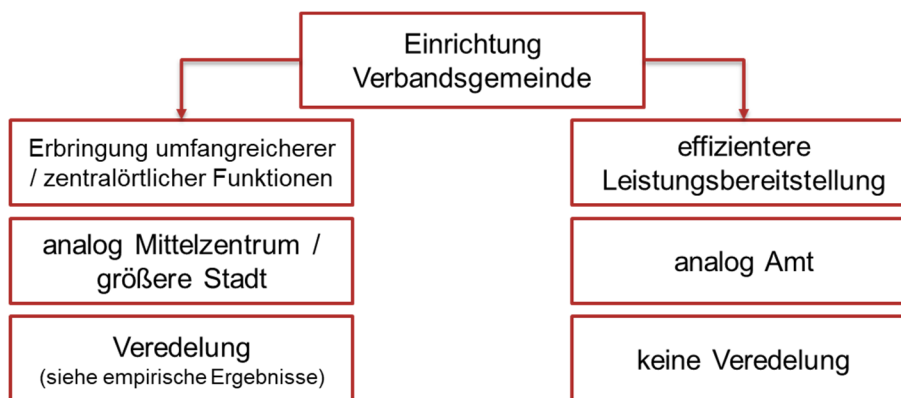 Einrichtung
Verbandsgemeinde
Erbringung umfangreicherer
/ zentralörtlicher Funktionen
effizientere
Leistungsbereitstellung
analog Mittelzentrum /
größere Stadt
analog Amt
Veredelung
(siehe empirische Ergebnisse)
keine Veredelung